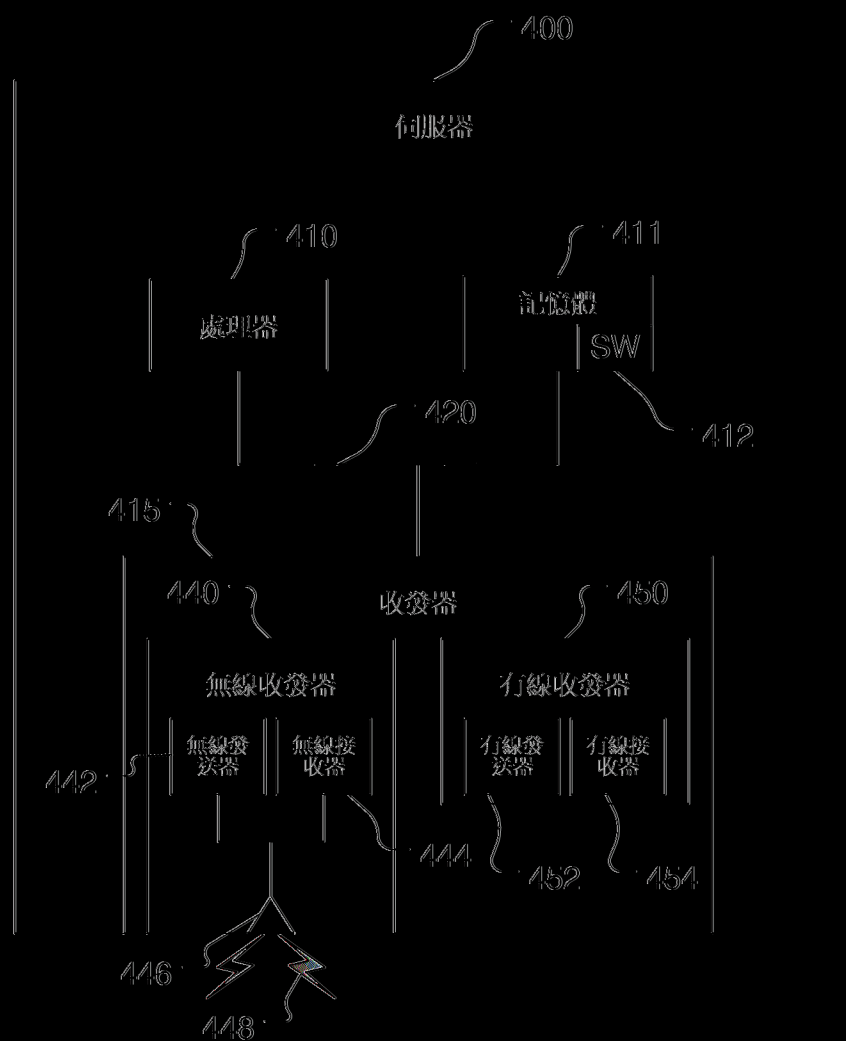 400
伺服器
410
411
處理器
記憶體
SW
420
412
415
440
收發器
450
無線收發器
有線收發器
無線發
送器
無線接
收器
有線發
送器
有線接
收器
442
444
452
454
446
448